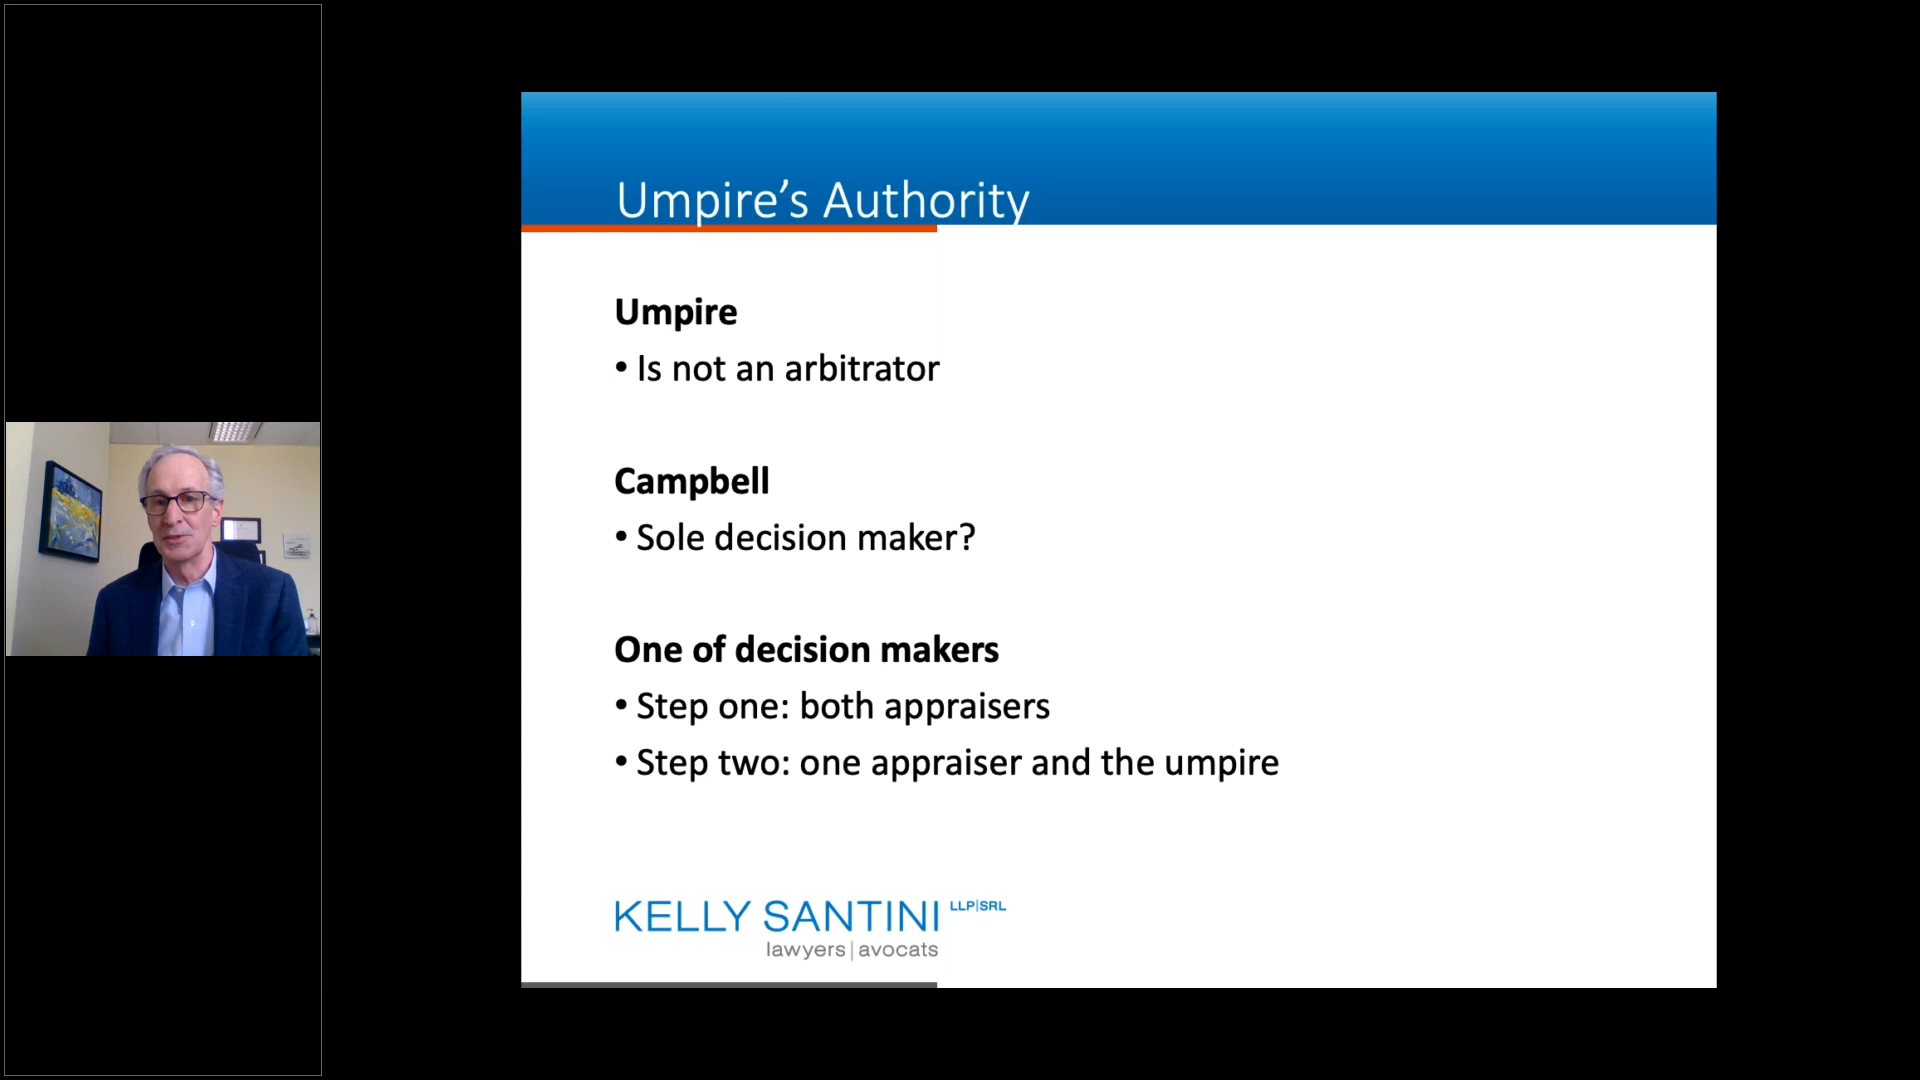 Umpire’s Authority
Umpire
• Is not an arbitrator
Campbell
• Sole decision maker?
One of decision makers
• Step one: both appraisers
• Step two: one appraiser and the umpire
KELLY SANTINI LLP|SRL
lawyers|avocats